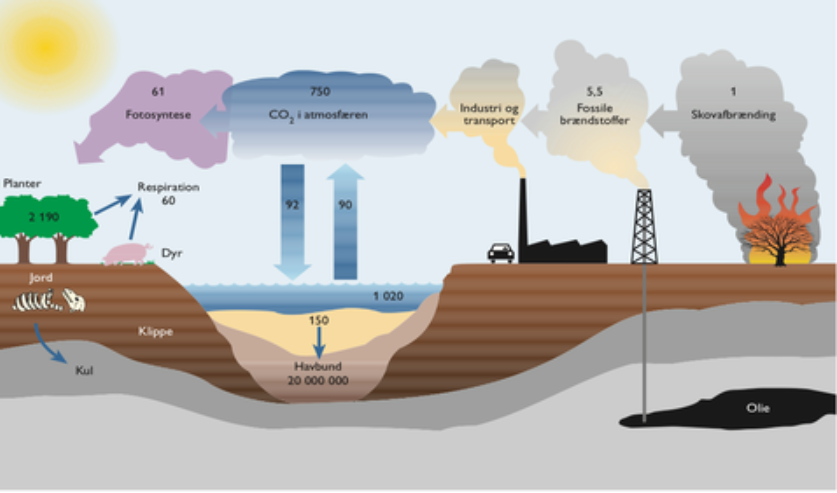 61
Fotosyntese
750
CO₂ i atmosfæren
Industri og
transport
5,5
Fossile
brændstoffer
1
Skovafbrænding
Planter
2 190
Respiration
60
Dyr
92
90
Jord
1 020
150
Klippe
Havbund
20 000 000
Kul
Olie